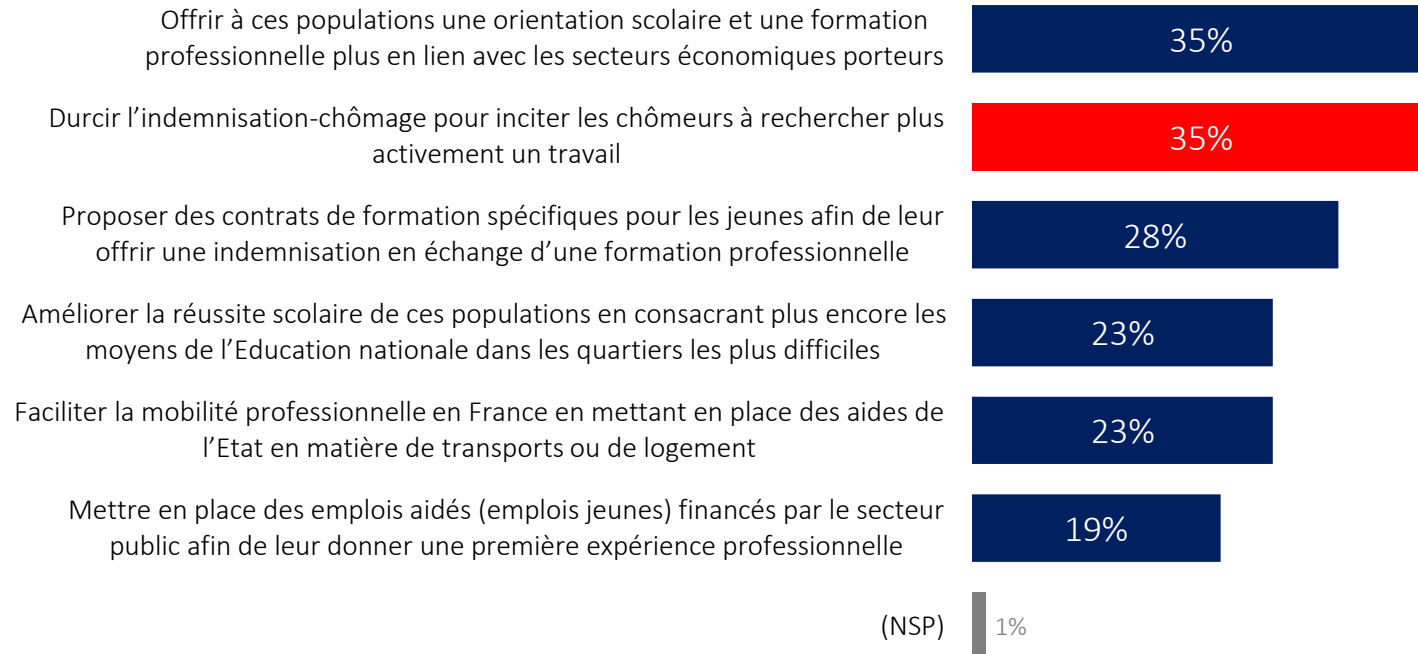 Offrir à ces populations une orientation scolaire et une formation
professionnelle plus en lien avec les secteurs économiques porteurs
35%
Durcir l’indemnisation-chômage pour inciter les chômeurs à rechercher plus
activement un travail
35%
Proposer des contrats de formation spécifiques pour les jeunes afin de leur
offrir une indemnisation en échange d’une formation professionnelle
28%
Améliorer la réussite scolaire de ces populations en consacrant plus encore les
moyens de l’Education nationale dans les quartiers les plus difficiles
23%
Faciliter la mobilité professionnelle en France en mettant en place des aides de
l’Etat en matière de transports ou de logement
23%
Mettre en place des emplois aidés (emplois jeunes) financés par le secteur
public afin de leur donner une première expérience professionnelle
19%
(NSP)
1%